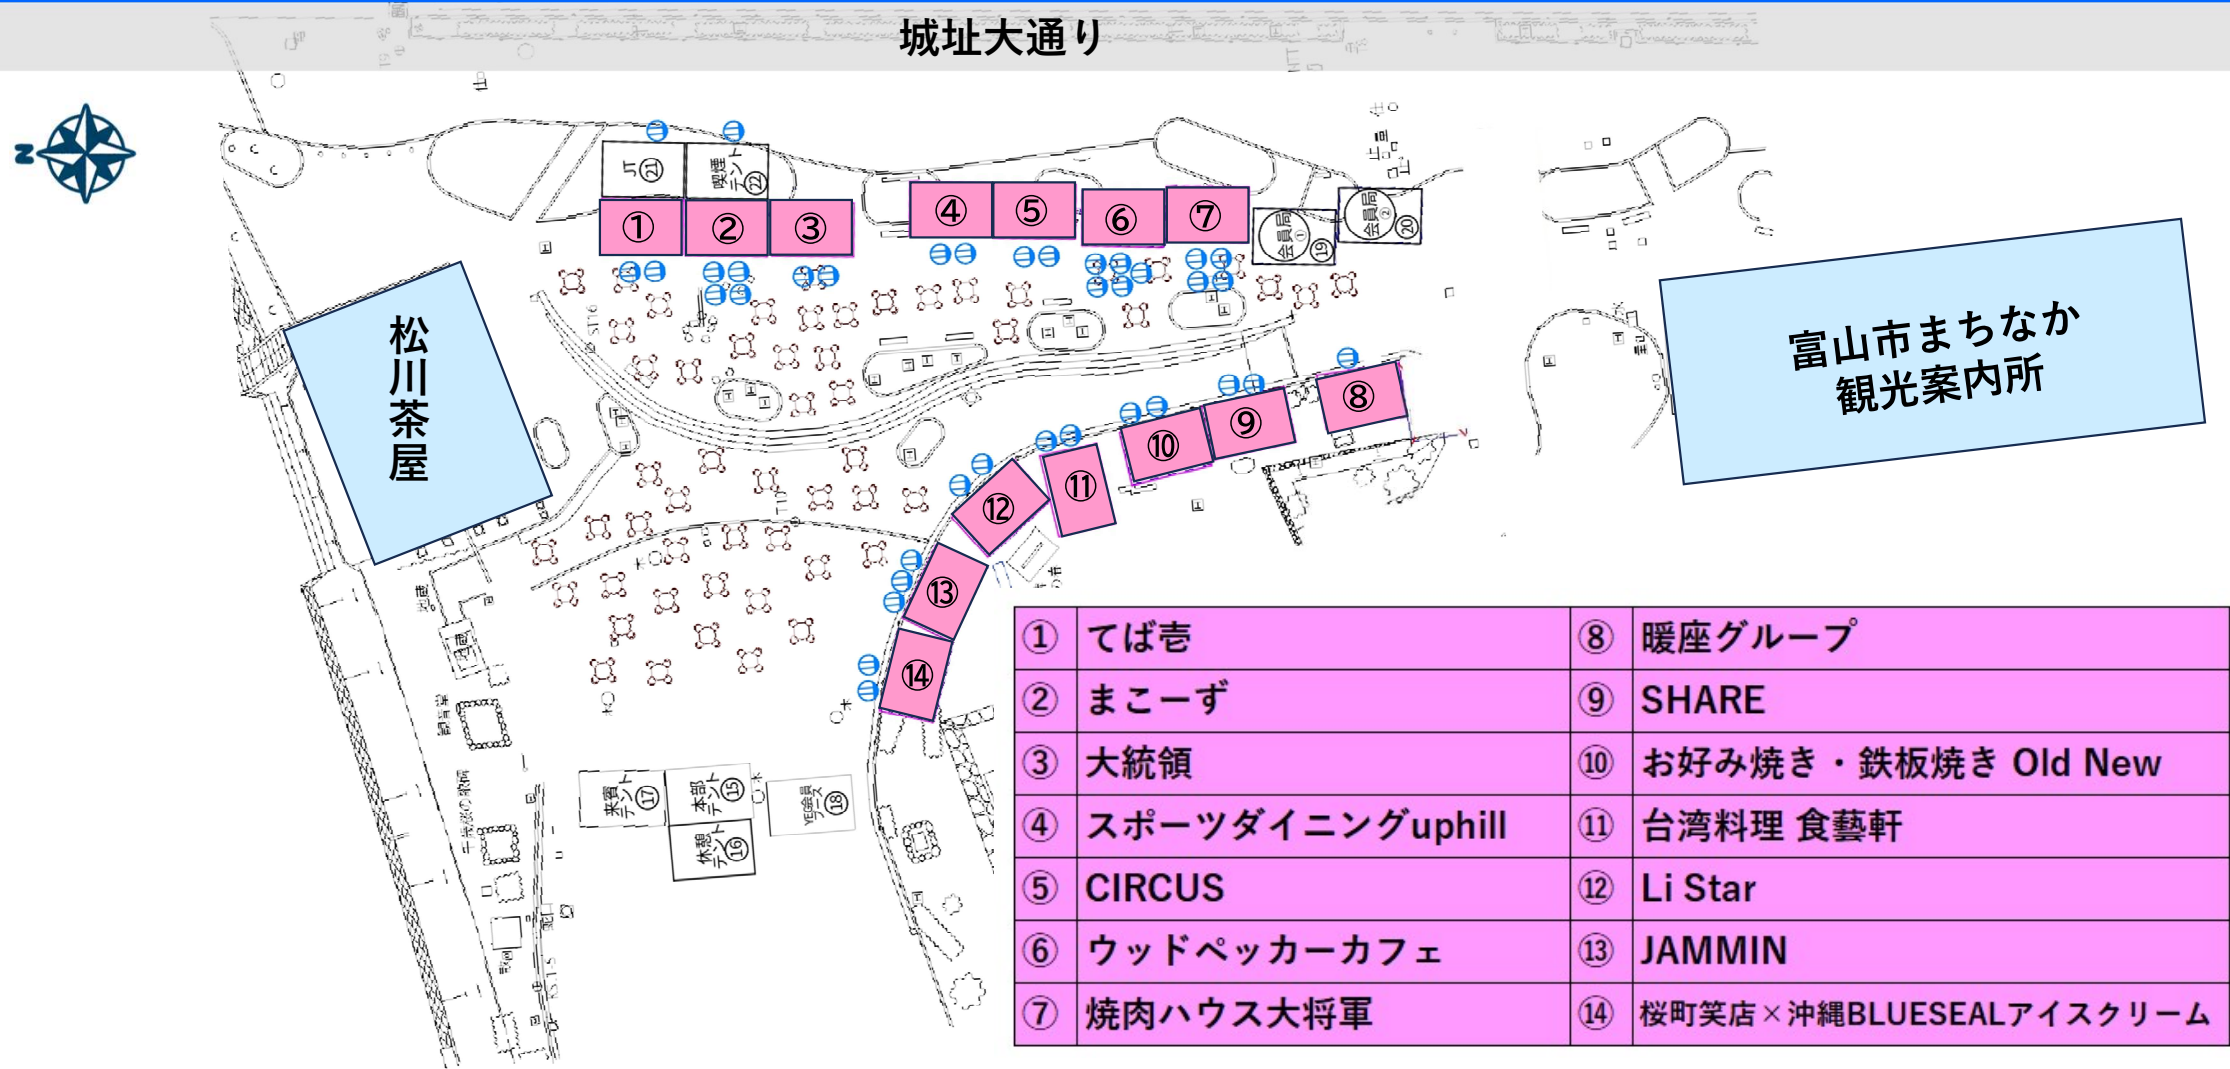 城址大通り
N
JT
㉑
喫煙
テント
㉒
①
②
③
④
⑤
⑥
⑦
会員局
①
⑲
会員局
②
⑳
松川茶屋
富山市まちなか
観光案内所
⑧
⑨
⑩
⑪
⑫
⑬
⑭
来賓
テント
⑰
本部
テント
⑮
休憩
テント
⑯
YEG会員
ブース
⑱
① てば壱 ⑧ 暖座グループ
② まこーず ⑨ SHARE
③ 大統領 ⑩ お好み焼き・鉄板焼き Old New
④ スポーツダイニングuphill ⑪ 台湾料理 食藝軒
⑤ CIRCUS ⑫ Li Star
⑥ ウッドペッカーカフェ ⑬ JAMMIN
⑦ 焼肉ハウス大将軍 ⑭ 桜町笑店×沖縄BLUESEALアイスクリーム